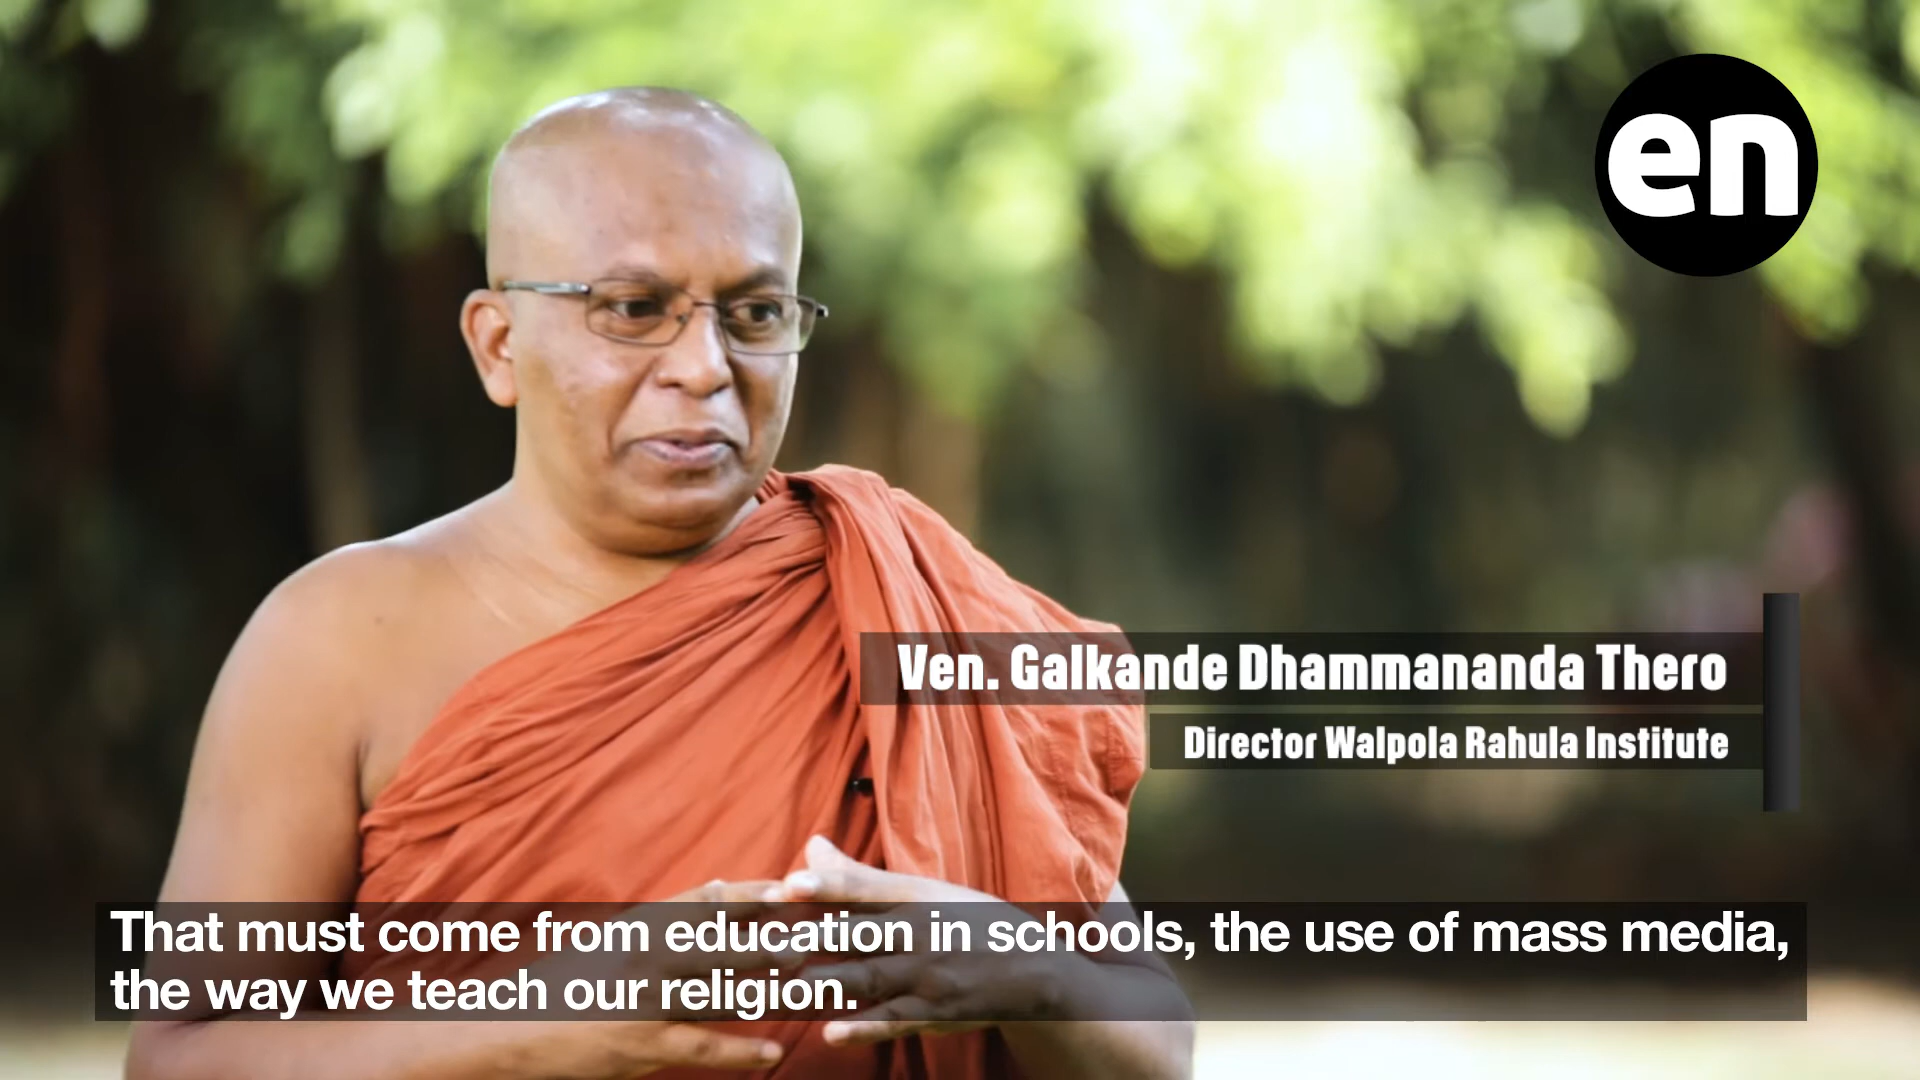 en
Ven. Galkande Dhammananda Thero
Director Walpola Rahula Institute
That must come from education in schools, the use of mass media,
the way we teach our religion.